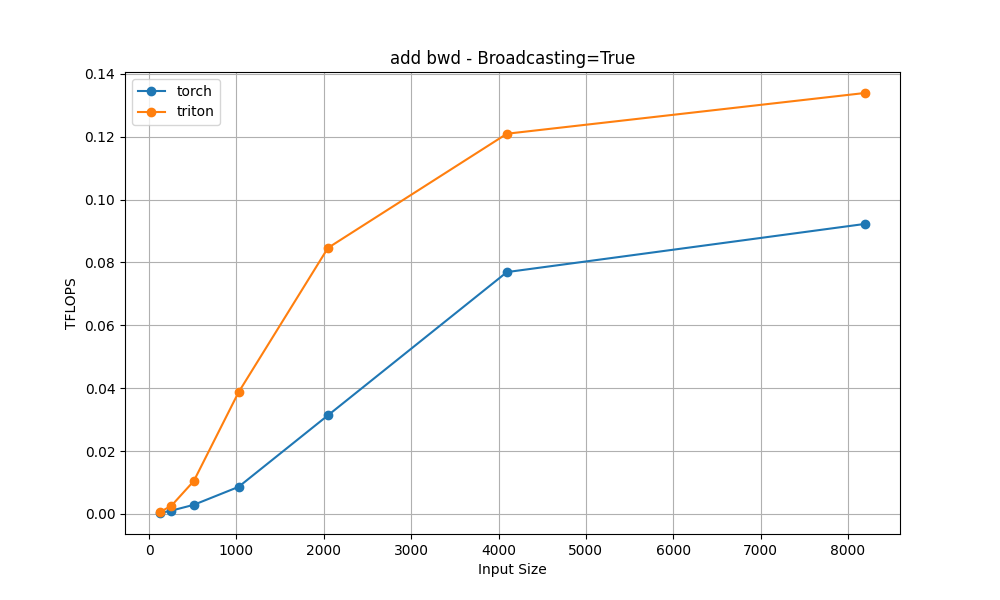 add bwd - Broadcasting=True
torch
triton
TFLOPS
0.14
0.12
0.10
0.08
0.06
0.04
0.02
0.00
0 1000 2000 3000 4000 5000 6000 7000 8000
Input Size